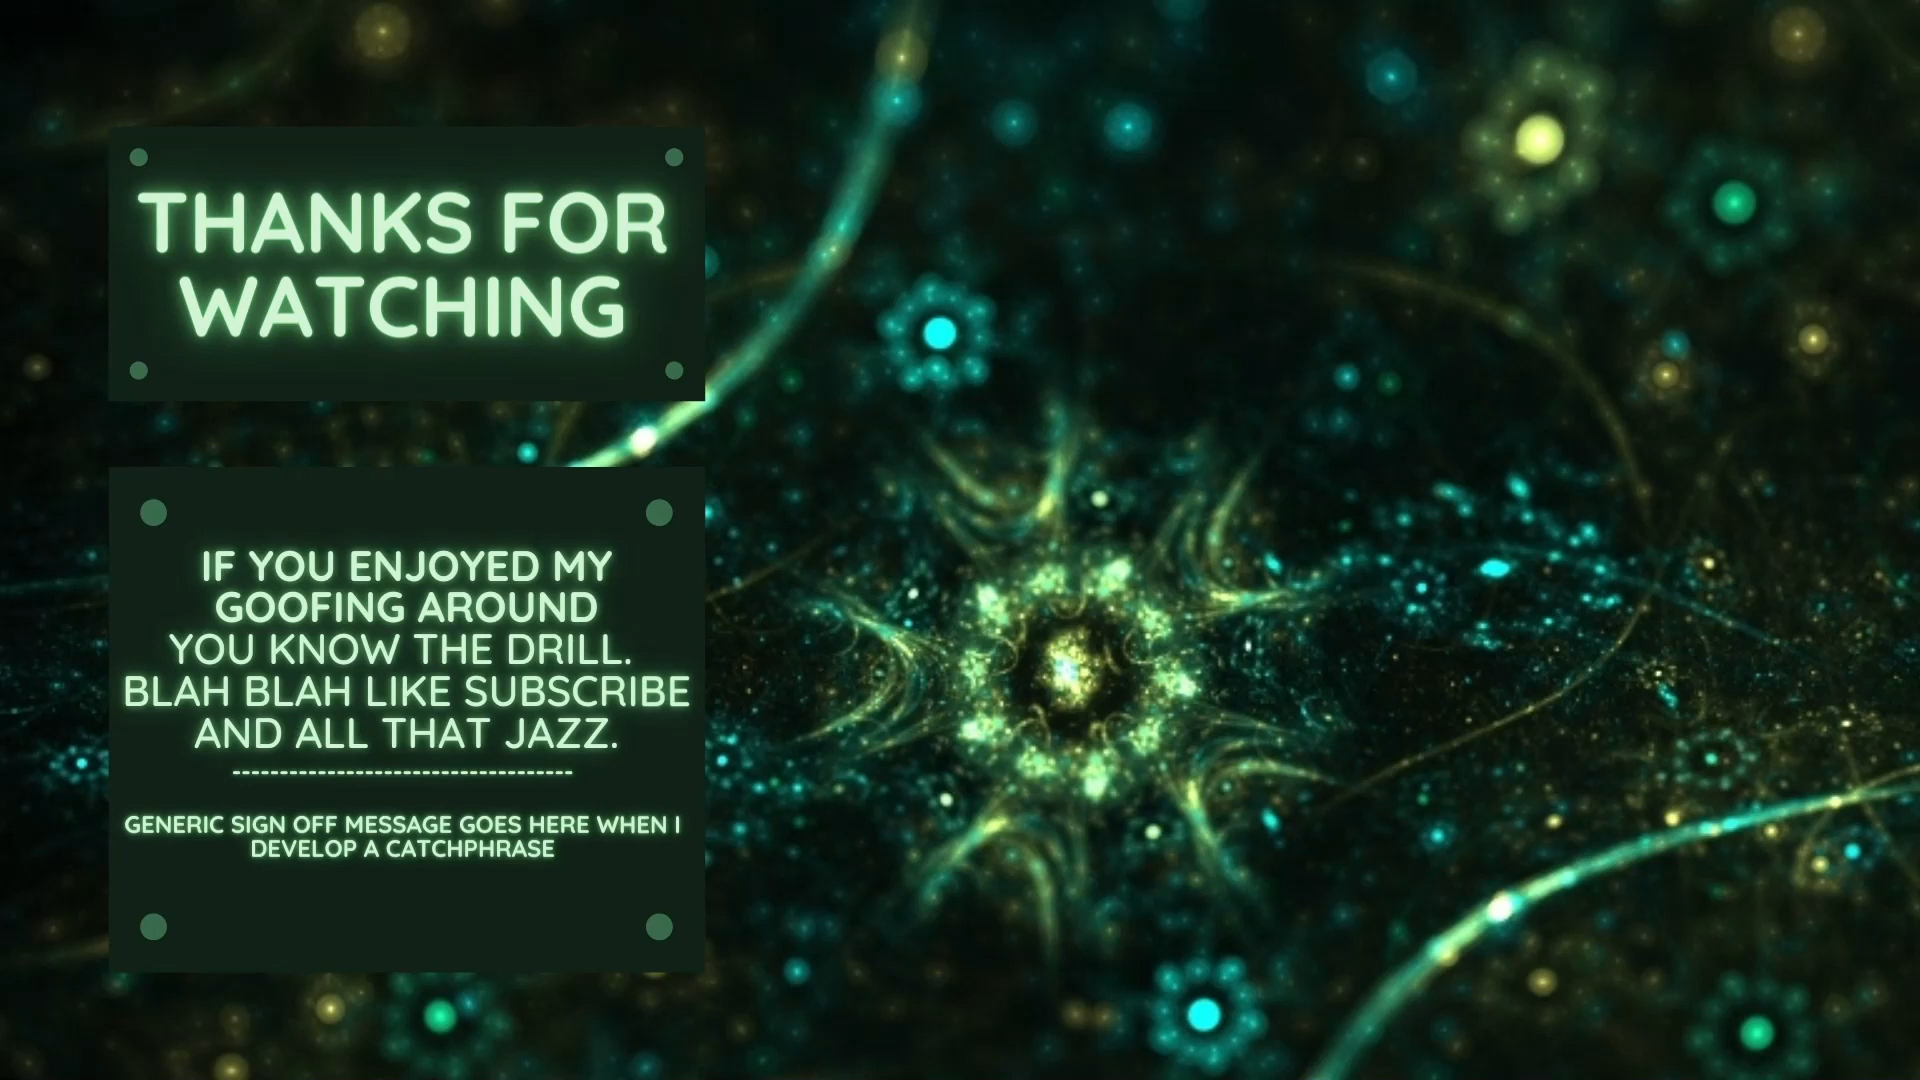 THANKS FOR
WATCHING
IF YOU ENJOYED MY
GOOFING AROUND
YOU KNOW THE DRILL.
BLAH BLAH LIKE SUBSCRIBE
AND ALL THAT JAZZ.
------------------------------------
GENERIC SIGN OFF MESSAGE GOES HERE WHEN I
DEVELOP A CATCHPHRASE